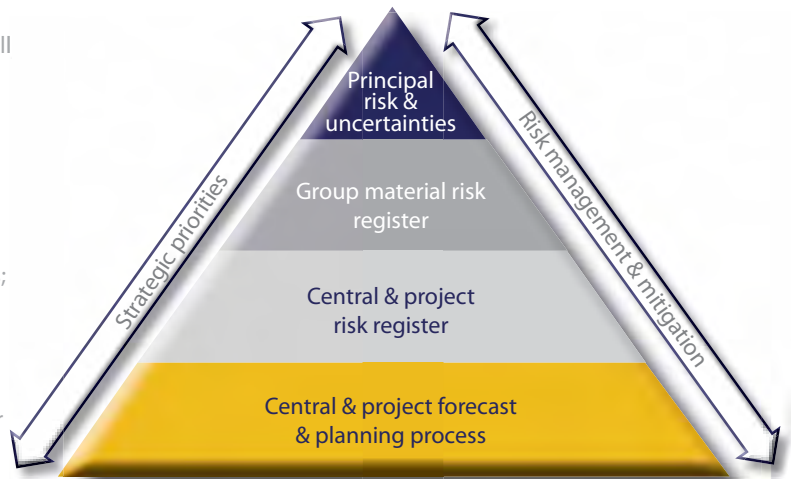 ll
Principal
risk &
uncertainties
Group material risk
register
Central & project
risk register
Central & project forecast
& planning process
Strategic priorities
Risk management & mitigation
;